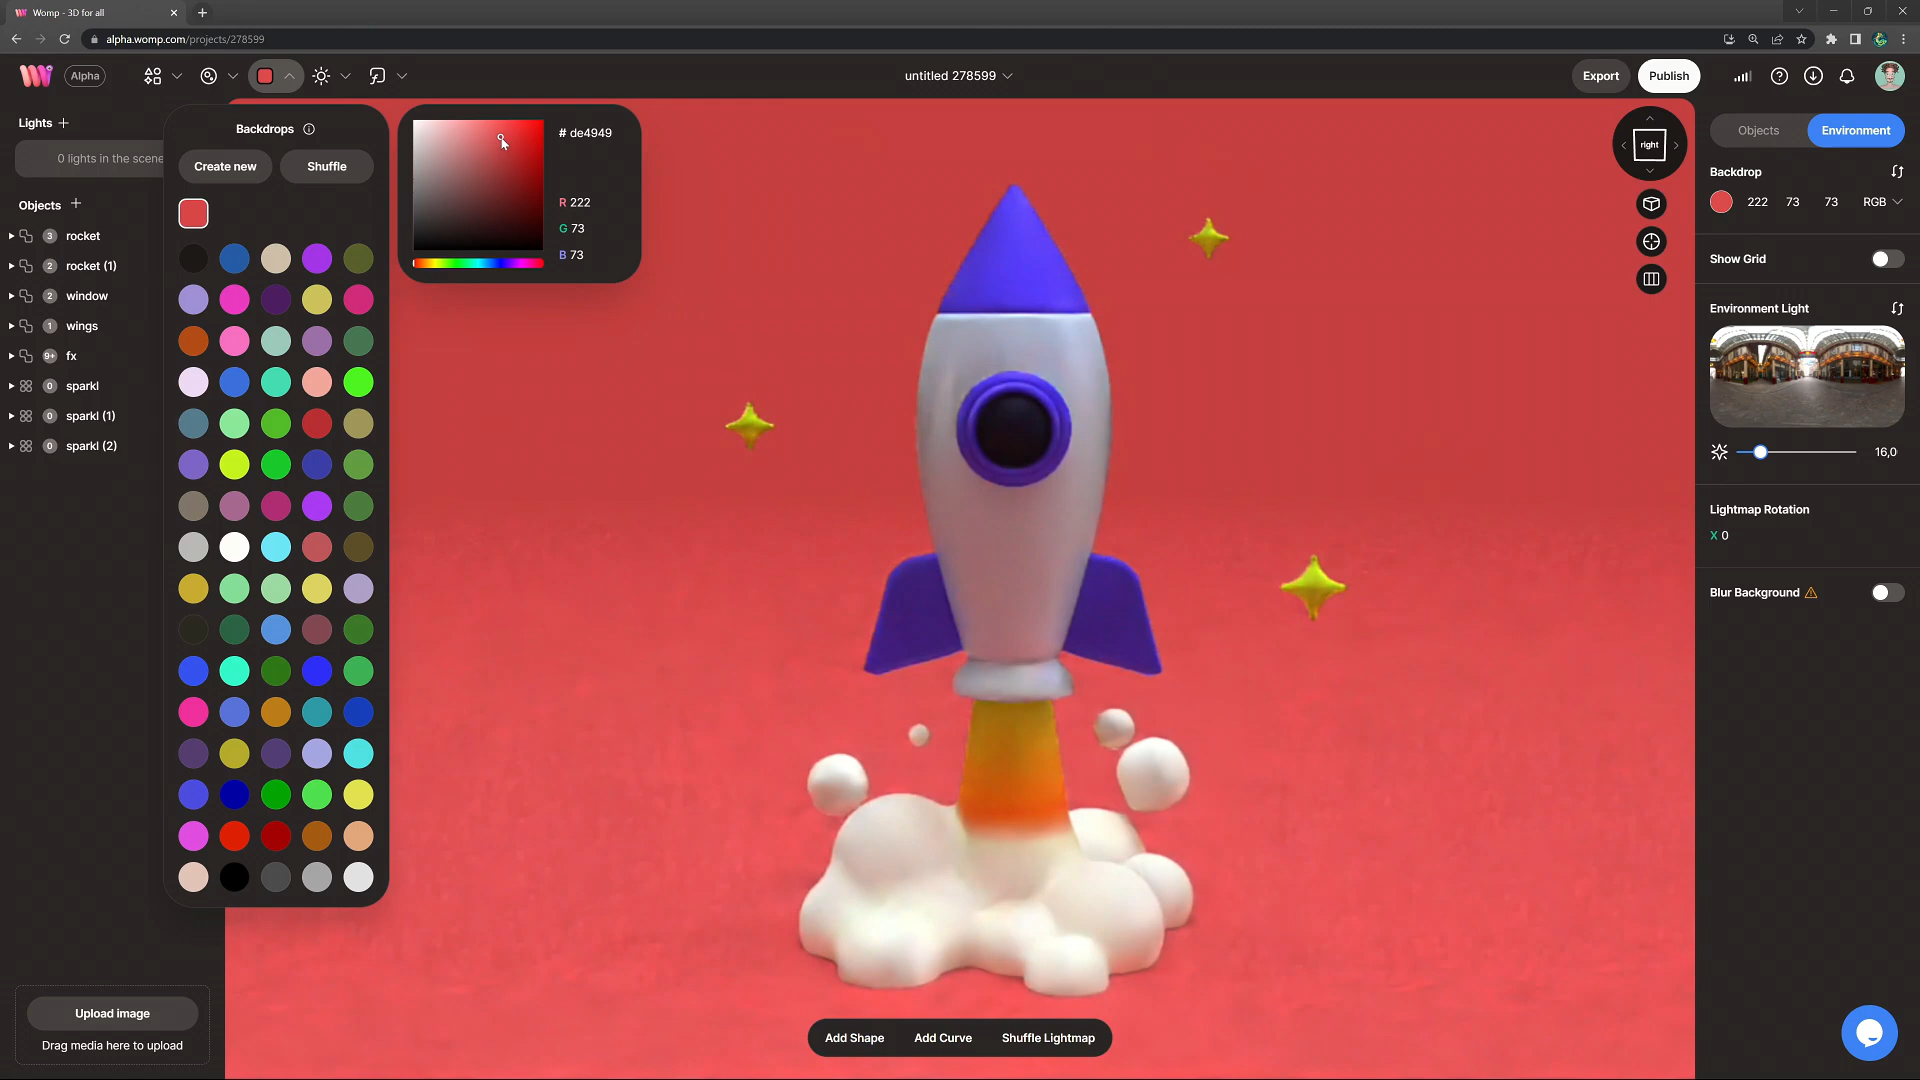 Womp - 3D for all
alpha.womp.com/projects/278599
Alpha
untitled 278599
Export
Publish
Lights
0 lights in the scene
Objects
3 rocket
2 rocket (1)
2 window
1 wings
9+ fx
0 sparkl
0 sparkl (1)
0 sparkl (2)
Upload image
Drag media here to upload
Backdrops
Create new
Shuffle
# de4949
R 222
G 73
B 73
right
Add Shape
Add Curve
Shuffle Lightmap
Objects
Environment
Backdrop
222 73 73 RGB
Show Grid
Environment Light
16,0
Lightmap Rotation
X 0
Blur Background